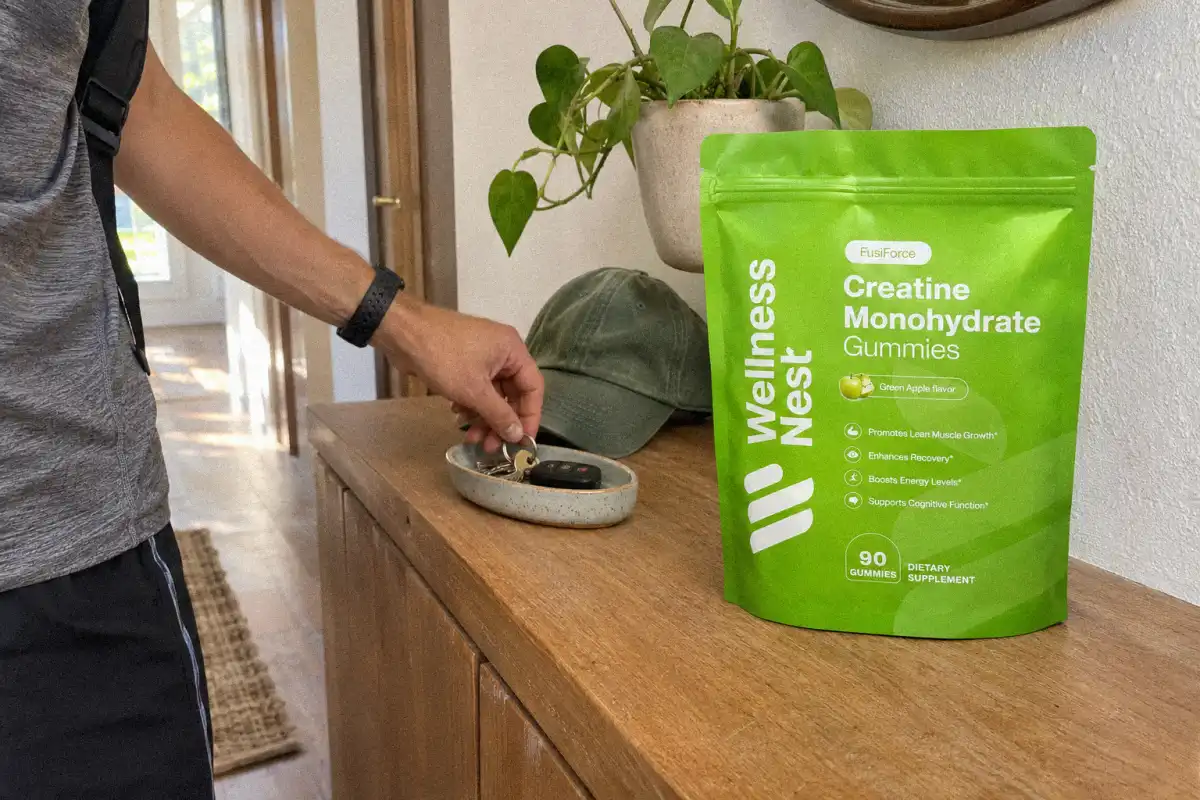 Wellness
Nest
FusiForce
Creatine
Monohydrate
Gummies
Green Apple flavor
Promotes Lean Muscle Growth*
Enhances Recovery*
Boosts Energy Levels*
Supports Cognitive Function*
90
GUMMIES
DIETARY
SUPPLEMENT